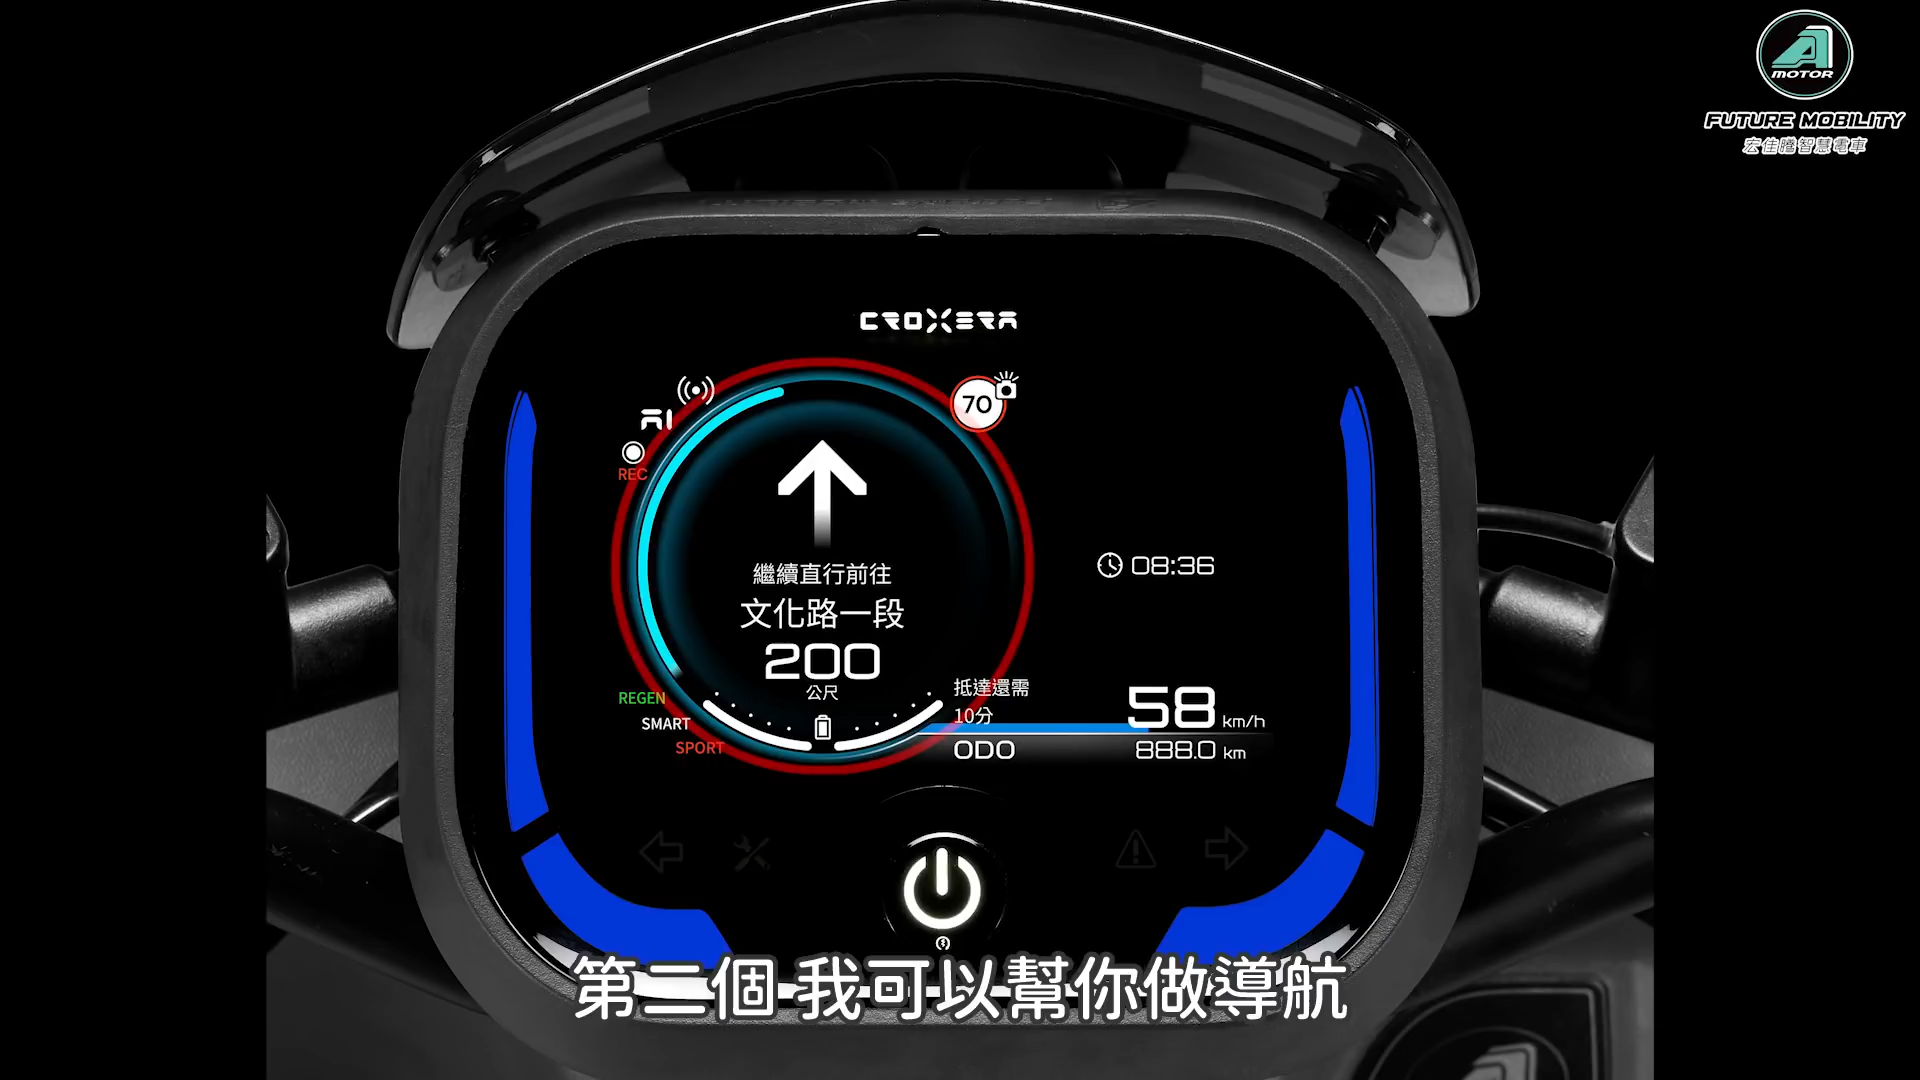 MOTOR
FUTURE MOBILITY
宏佳騰智慧電車
CROXERA
AI
REC
70
繼續直行前往
文化路一段
200
公尺
08:36
抵達還需
10分
58 km/h
ODO 888.0 km
REGEN
SMART
SPORT
第二個 我可以幫你做導航